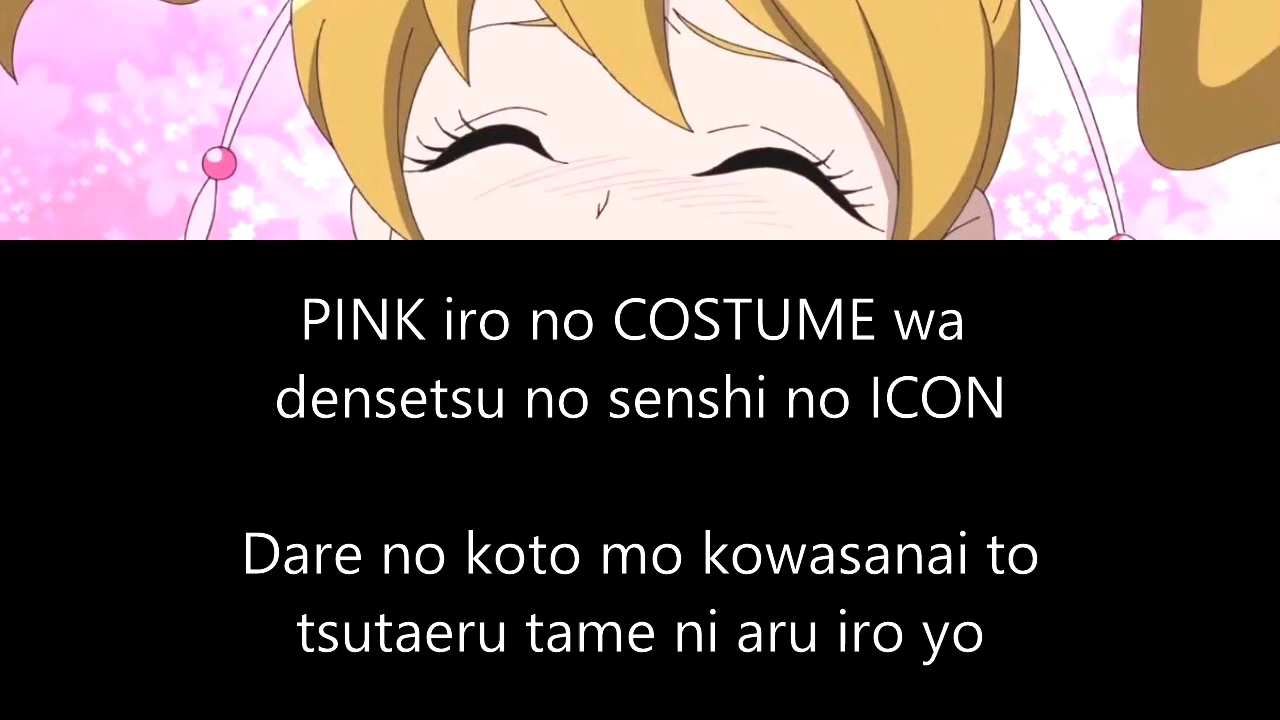 PINK iro no COSTUME wa
densetsu no senshi no ICON
Dare no koto mo kowasanai to
tsutaeru tame ni aru iro yo